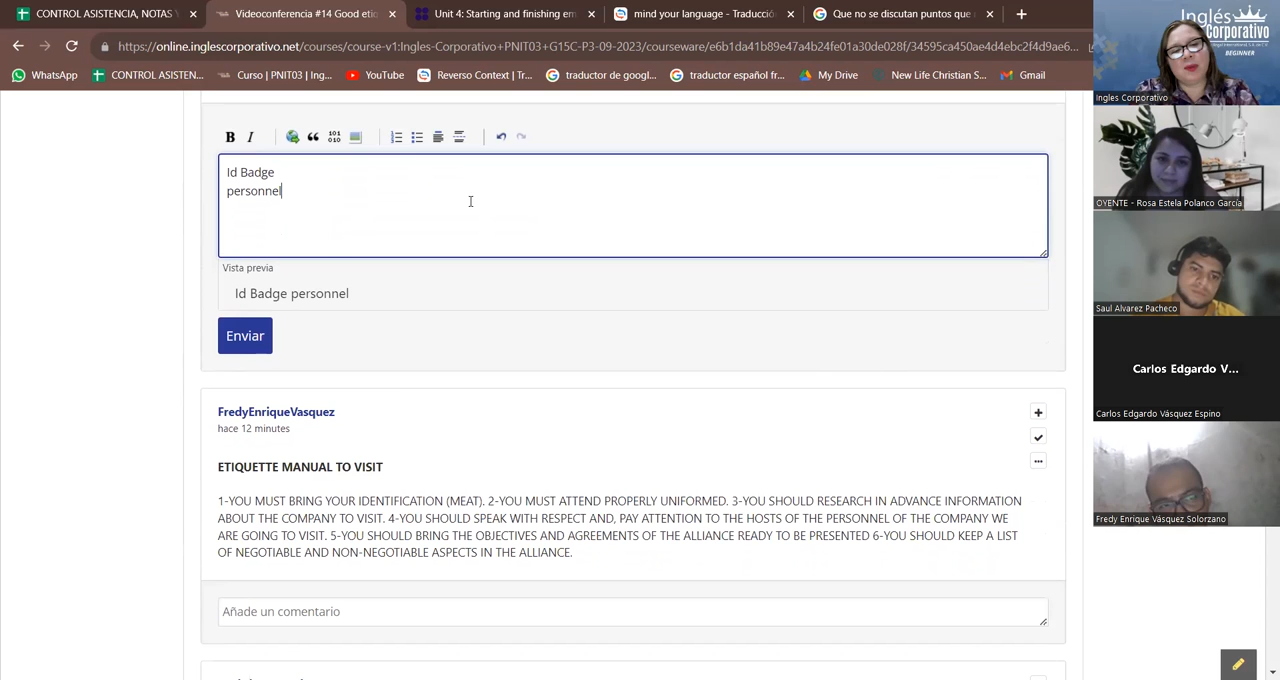 CONTROL ASISTENCIA, NOTAS
Videoconferencia #14 Good etic
Unit 4: Starting and finishing em
mind your language - Traducció
Que no se discutan puntos que
https://online.inglescorporativo.net/courses/course-v1:Ingles-Corporativo+PNIT03+G15C-P3-09-2023/courseware/e6b1da41b89e47a4b24fe01a30de028f/34595ca450ae4d4ebc2f4d9ae6...
WhatsApp
CONTROL ASISTEN...
Curso | PNIT03 | Ing...
YouTube
Reverso Context | Tr...
traductor de googl...
traductor español fr...
My Drive
New Life Christian S...
Gmail
B I
Id Badge
personnel
Vista previa
Id Badge personnel
Enviar
FredyEnriqueVasquez
hace 12 minutes
ETIQUETTE MANUAL TO VISIT
1-YOU MUST BRING YOUR IDENTIFICATION (MEAT). 2-YOU MUST ATTEND PROPERLY UNIFORMED. 3-YOU SHOULD RESEARCH IN ADVANCE INFORMATION
ABOUT THE COMPANY TO VISIT. 4-YOU SHOULD SPEAK WITH RESPECT AND, PAY ATTENTION TO THE HOSTS OF THE PERSONNEL OF THE COMPANY WE
ARE GOING TO VISIT. 5-YOU SHOULD BRING THE OBJECTIVES AND AGREEMENTS OF THE ALLIANCE READY TO BE PRESENTED 6-YOU SHOULD KEEP A LIST
OF NEGOTIABLE AND NON-NEGOTIABLE ASPECTS IN THE ALLIANCE.
Añade un comentario
Inglés
Corporativo
BEGINNER
Ingles Corporativo
OYENTE - Rosa Estela Polanco García
Saul Alvarez Pacheco
Carlos Edgardo V...
Carlos Edgardo Vásquez Espino
Fredy Enrique Vásquez Solorzano